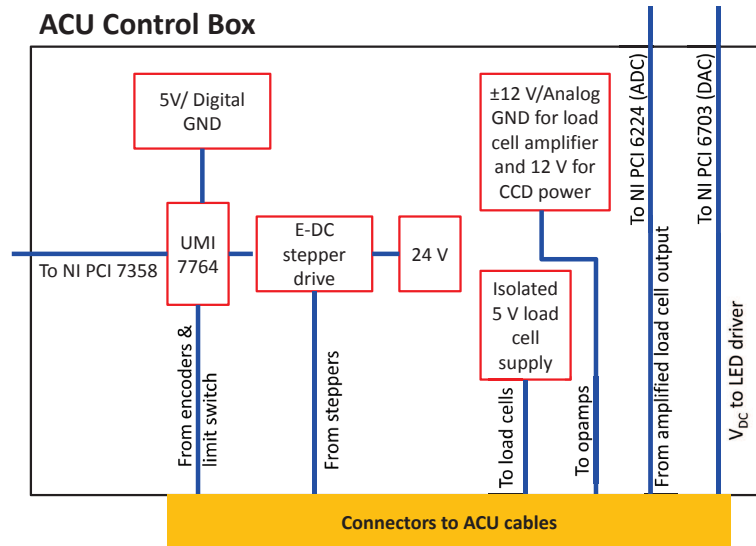 ACU Control Box
5V/ Digital
GND
±12 V/Analog
GND for load
cell amplifier
and 12 V for
CCD power
To NI PCI 6224 (ADC)
To NI PCI 6703 (DAC)
To NI PCI 7358
UMI
7764
E-DC
stepper
drive
24 V
Isolated
5 V load
cell
supply
From encoders &
limit switch
From steppers
To load cells
To opamps
From amplified load cell output
VDC to LED driver
Connectors to ACU cables